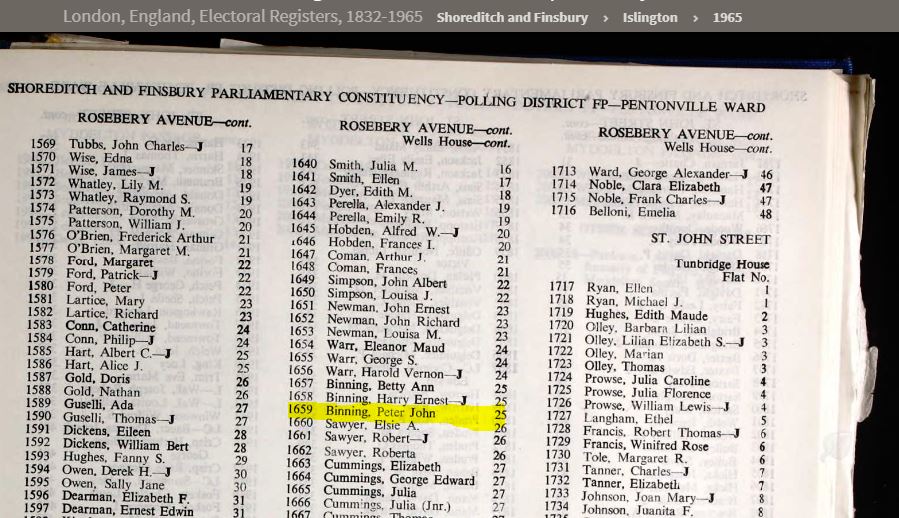 London, England, Electoral Registers, 1832-1965 Shoreditch and Finsbury › Islington › 1965
SHOREDITCH AND FINSBURY PARLIAMENTARY CONSTITUENCY—POLLING DISTRICT FP—PENTONVILLE WARD
ROSEBERY AVENUE—cont.
1569 Tubbs, John Charles—J 17
1570 Wise, Edna 18
1571 Wise, James—J 18
1572 Whatley, Lily M. 19
1573 Whatley, Raymond S. 19
1574 Patterson, Dorothy M. 20
1575 Patterson, William J. 20
1576 O'Brien, Frederick Arthur 21
1577 O'Brien, Margaret M. 21
1578 Ford, Margaret 22
1579 Ford, Patrick—J 22
1580 Ford, Peter 22
1581 Lartice, Mary 23
1582 Lartice, Richard 23
1583 Conn, Catherine 24
1584 Conn, Philip—J 24
1585 Hart, Albert C.—J 25
1586 Hart, Alice J. 25
1587 Gold, Doris 26
1588 Gold, Nathan 26
1589 Guselli, Ada 27
1590 Guselli, Thomas—J 27
1591 Dickens, Eileen 28
1592 Dickens, William Bert 28
1593 Hughes, Fanny S. 29
1594 Owen, Derek H.—J 30
1595 Owen, Sally Jane 30
1596 Dearman, Elizabeth F. 31
1597 Dearman, Ernest Edwin 31
ROSEBERY AVENUE—cont.
Wells House—cont.
1640 Smith, Julia M. 16
1641 Smith, Ellen 17
1642 Dyer, Edith M. 18
1643 Perella, Alexander J. 19
1644 Perella, Emily R. 19
1645 Hobden, Alfred W.—J 20
1646 Hobden, Frances I. 20
1647 Coman, Arthur J. 21
1648 Coman, Frances 21
1649 Simpson, John Albert 22
1650 Simpson, Louisa J. 22
1651 Newman, John Ernest 23
1652 Newman, John Richard 23
1653 Newman, Louisa M. 23
1654 Warr, Eleanor Maud 24
1655 Warr, George S. 24
1656 Warr, Harold Vernon—J 24
1657 Binning, Betty Ann 25
1658 Binning, Harry Ernest—J 25
1659 Binning, Peter John 25
1660 Sawyer, Elsie A. 26
1661 Sawyer, Robert—J 26
1662 Sawyer, Roberta 26
1663 Cummings, Elizabeth 27
1664 Cummings, George Edward 27
1665 Cummings, Julia 27
1666 Cummings, Julia (Jnr.) 27
1667 Cummings, Thomas
ROSEBERY AVENUE—cont.
Wells House—cont.
1713 Ward, George Alexander—J 46
1714 Noble, Clara Elizabeth 47
1715 Noble, Frank Charles—J 47
1716 Belloni, Emelia 48
ST. JOHN STREET
Tunbridge House
Flat No.
1717 Ryan, Ellen 1
1718 Ryan, Michael J. 1
1719 Hughes, Edith Maude 2
1720 Olley, Barbara Lilian 3
1721 Olley, Lilian Elizabeth S.—J 3
1722 Olley, Marian 3
1723 Olley, Thomas 3
1724 Prowse, Julia Caroline 4
1725 Prowse, Julia Florence 4
1726 Prowse, William Lewis—J 4
1727 Langham, Ethel 5
1728 Francis, Robert Thomas—J 6
1729 Francis, Winifred Rose 6
1730 Tole, Margaret R. 6
1731 Tanner, Charles—J 7
1732 Tanner, Elizabeth 7
1733 Johnson, Joan Mary—J 8
1734 Johnson, Juanita F. 8